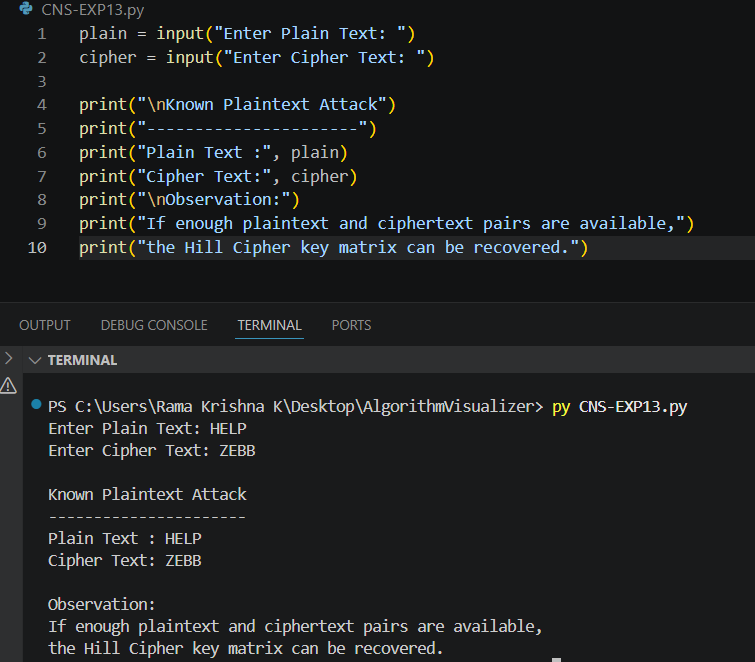 CNS-EXP13.py
1 plain = input("Enter Plain Text: ")
2 cipher = input("Enter Cipher Text: ")
3
4 print("\nKnown Plaintext Attack")
5 print("----------------------")
6 print("Plain Text :", plain)
7 print("Cipher Text:", cipher)
8 print("\nObservation:")
9 print("If enough plaintext and ciphertext pairs are available,")
10 print("the Hill Cipher key matrix can be recovered.")
OUTPUT DEBUG CONSOLE TERMINAL PORTS
TERMINAL
PS C:\Users\Rama Krishna K\Desktop\AlgorithmVisualizer> py CNS-EXP13.py
Enter Plain Text: HELP
Enter Cipher Text: ZEBB

Known Plaintext Attack
----------------------
Plain Text : HELP
Cipher Text: ZEBB

Observation:
If enough plaintext and ciphertext pairs are available,
the Hill Cipher key matrix can be recovered.